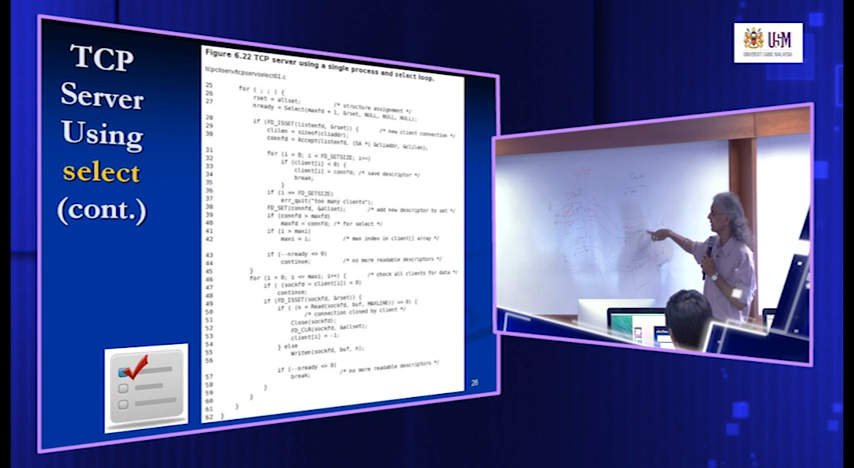 TCP
Server
Using
select
(cont.)
Figure 6.22 TCP server using a single process and select loop.
tcpcliserv/tcpservselect01.c
25 for ( ; ; ) {
26 rset = allset; /* structure assignment */
27 nready = Select(maxfd + 1, &rset, NULL, NULL, NULL);
28 if (FD_ISSET(listenfd, &rset)) { /* new client connection */
29 clilen = sizeof(cliaddr);
30 connfd = Accept(listenfd, (SA *) &cliaddr, &clilen);
31 for (i = 0; i < FD_SETSIZE; i++)
32 if (client[i] < 0) {
33 client[i] = connfd; /* save descriptor */
34 break;
35 }
36 if (i == FD_SETSIZE)
37 err_quit("too many clients");
38 FD_SET(connfd, &allset); /* add new descriptor to set */
39 if (connfd > maxfd)
40 maxfd = connfd; /* for select */
41 if (i > maxi)
42 maxi = i; /* max index in client[] array */
43 if (--nready <= 0)
44 continue; /* no more readable descriptors */
45 }
46 for (i = 0; i <= maxi; i++) { /* check all clients for data */
47 if ( (sockfd = client[i]) < 0)
48 continue;
49 if (FD_ISSET(sockfd, &rset)) {
50 if ( (n = Read(sockfd, buf, MAXLINE)) == 0) {
51 /* connection closed by client */
52 Close(sockfd);
53 FD_CLR(sockfd, &allset);
54 client[i] = -1;
55 } else
56 Writen(sockfd, buf, n);
57 if (--nready <= 0)
58 break; /* no more readable descriptors */
59 }
60 }
61 }
62 }
26
USM
UNIVERSITI SAINS MALAYSIA